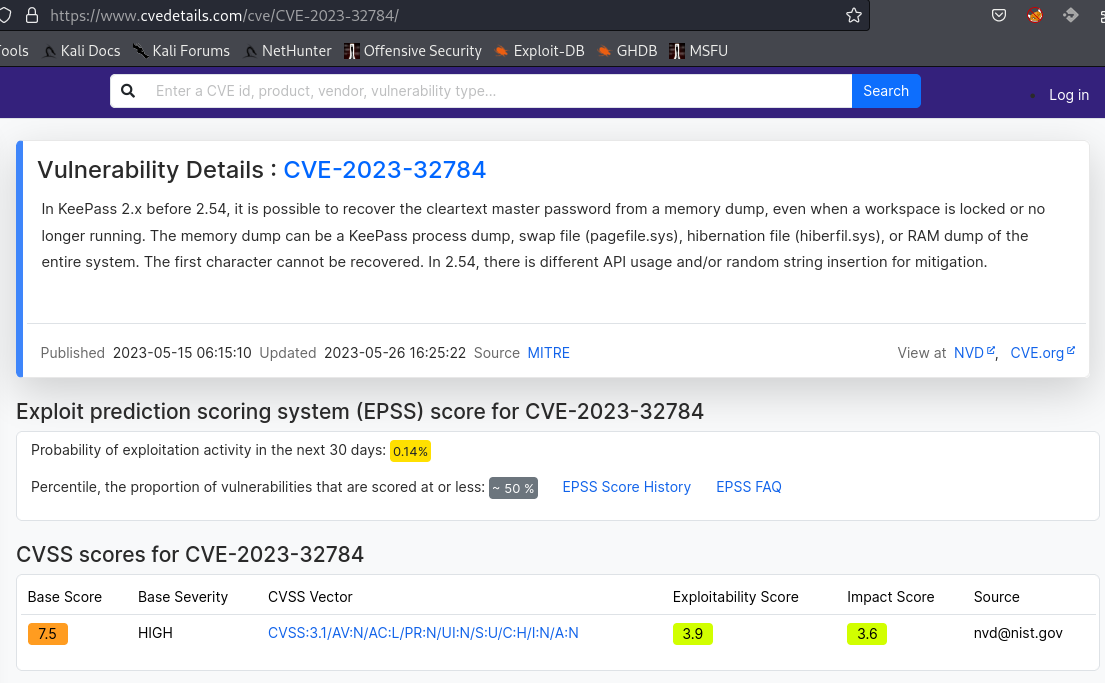 https://www.cvedetails.com/cve/CVE-2023-32784/
ools Kali Docs Kali Forums NetHunter Offensive Security Exploit-DB GHDB MSFU
Enter a CVE id, product, vendor, vulnerability type... Search Log in
Vulnerability Details : CVE-2023-32784
In KeePass 2.x before 2.54, it is possible to recover the cleartext master password from a memory dump, even when a workspace is locked or no
longer running. The memory dump can be a KeePass process dump, swap file (pagefile.sys), hibernation file (hiberfil.sys), or RAM dump of the
entire system. The first character cannot be recovered. In 2.54, there is different API usage and/or random string insertion for mitigation.
Published 2023-05-15 06:15:10 Updated 2023-05-26 16:25:22 Source MITRE View at NVD, CVE.org
Exploit prediction scoring system (EPSS) score for CVE-2023-32784
Probability of exploitation activity in the next 30 days: 0.14%
Percentile, the proportion of vulnerabilities that are scored at or less: ~ 50 % EPSS Score History EPSS FAQ
CVSS scores for CVE-2023-32784
Base Score Base Severity CVSS Vector Exploitability Score Impact Score Source
7.5 HIGH CVSS:3.1/AV:N/AC:L/PR:N/UI:N/S:U/C:H/I:N/A:N 3.9 3.6 nvd@nist.gov